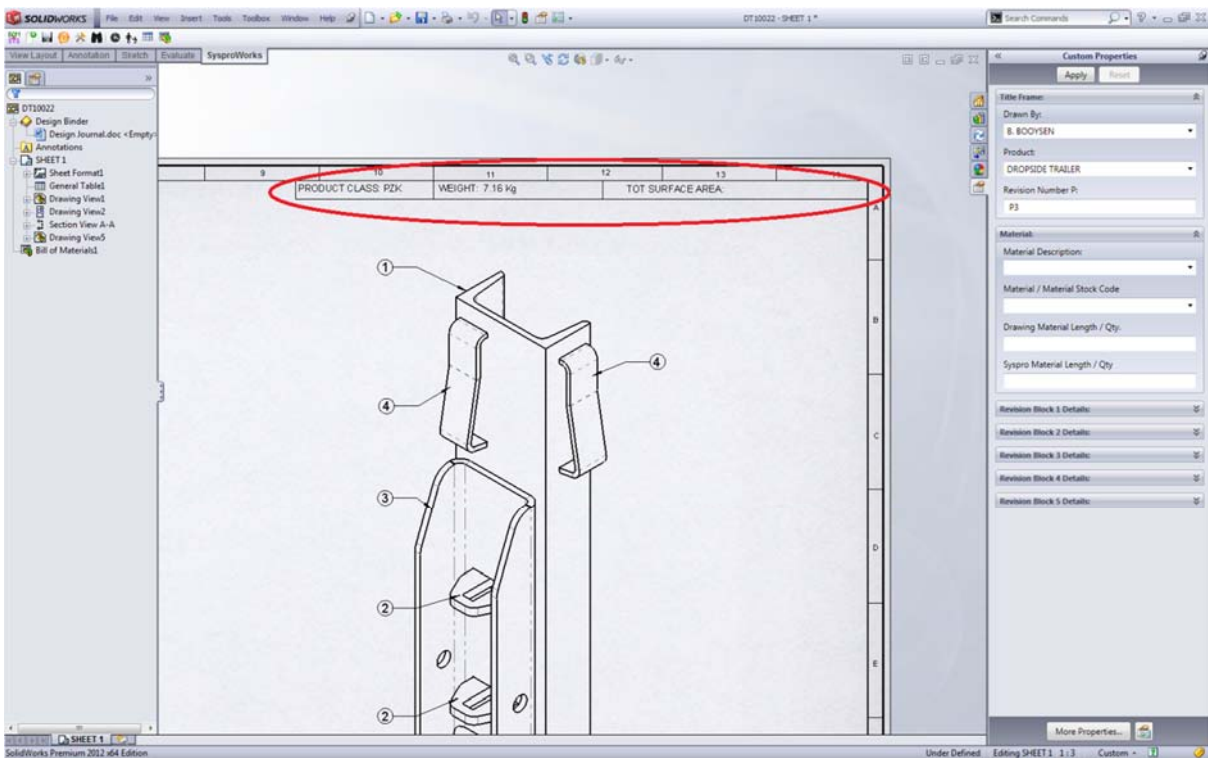 SOLIDWORKS File Edit View Insert Tools Toolbox Window Help
DT10022 - SHEET 1 *
Search Commands
View Layout Annotation Sketch Evaluate SysproWorks
Custom Properties
Apply Reset
DT10022
Design Binder
Design Journal.doc <Empty>
Annotations
SHEET1
Sheet Format1
General Table1
Drawing View1
Drawing View2
Section View A-A
Drawing View5
Bill of Materials1
9 10 11 12 13
PRODUCT CLASS: PZK WEIGHT: 7.16 Kg TOT SURFACE AREA:
A
B
C
D
E
1
4
4
3
2
2
Title Frame:
Drawn By:
B. BOOYSEN
Product:
DROPSIDE TRAILER
Revision Number P:
P3
Material:
Material Description:
Material / Material Stock Code
Drawing Material Length / Qty.
Syspro Material Length / Qty
Revision Block 1 Details:
Revision Block 2 Details:
Revision Block 3 Details:
Revision Block 4 Details:
Revision Block 5 Details:
More Properties...
SHEET 1
SolidWorks Premium 2012 x64 Edition
Under Defined Editing SHEET1 1 : 3 Custom